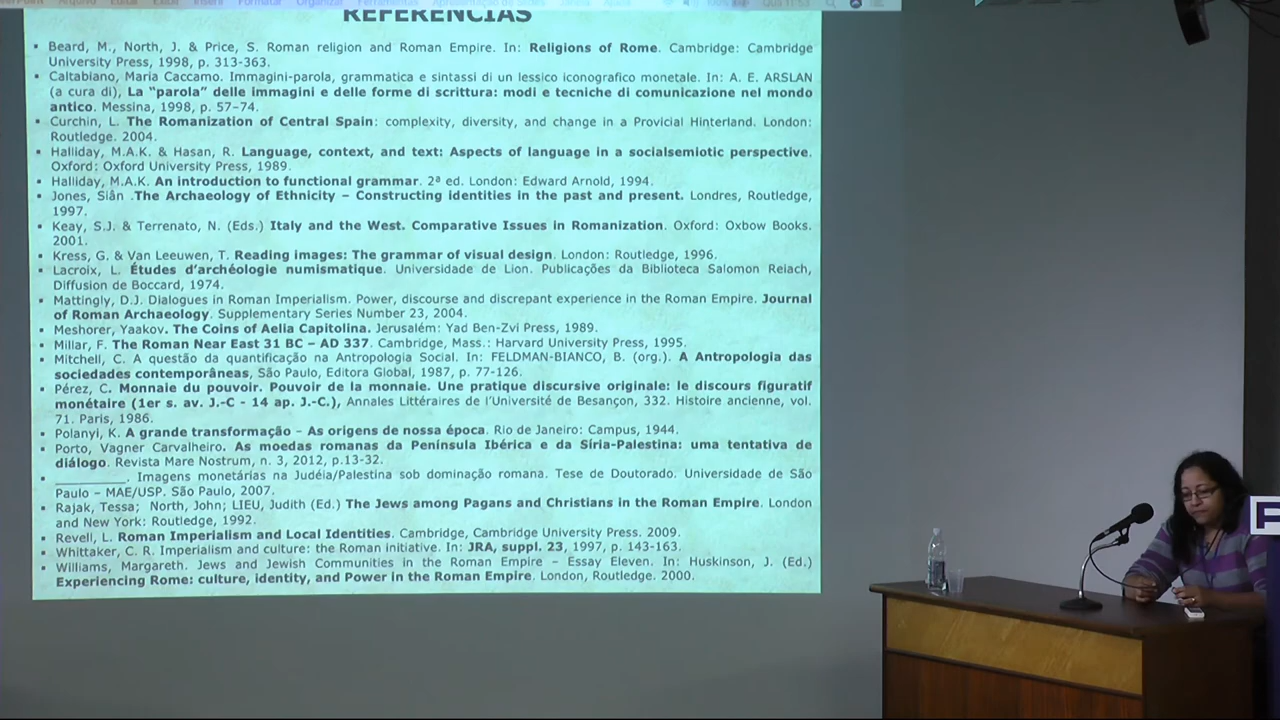 Formatar Organizar Ferramentas Apresentação de Slides Janela Ajuda
REFERÊNCIAS
▪ Beard, M., North, J. & Price, S. Roman religion and Roman Empire. In: Religions of Rome. Cambridge: Cambridge
University Press, 1998, p. 313-363.
▪ Caltabiano, Maria Caccamo. Immagini-parola, grammatica e sintassi di un lessico iconografico monetale. In: A. E. ARSLAN
(a cura di), La “parola” delle immagini e delle forme di scrittura: modi e tecniche di comunicazione nel mondo
antico. Messina, 1998, p. 57–74.
▪ Curchin, L. The Romanization of Central Spain: complexity, diversity, and change in a Provicial Hinterland. London:
Routledge. 2004.
▪ Halliday, M.A.K. & Hasan, R. Language, context, and text: Aspects of language in a socialsemiotic perspective.
Oxford: Oxford University Press, 1989.
▪ Halliday, M.A.K. An introduction to functional grammar. 2ª ed. London: Edward Arnold, 1994.
▪ Jones, Siân .The Archaeology of Ethnicity – Constructing identities in the past and present. Londres, Routledge,
1997.
▪ Keay, S.J. & Terrenato, N. (Eds.) Italy and the West. Comparative Issues in Romanization. Oxford: Oxbow Books.
2001.
▪ Kress, G. & Van Leeuwen, T. Reading images: The grammar of visual design. London: Routledge, 1996.
▪ Lacroix, L. Études d’archéologie numismatique. Universidade de Lion. Publicações da Biblioteca Salomon Reiach,
Diffusion de Boccard, 1974.
▪ Mattingly, D.J. Dialogues in Roman Imperialism. Power, discourse and discrepant experience in the Roman Empire. Journal
of Roman Archaeology. Supplementary Series Number 23, 2004.
▪ Meshorer, Yaakov. The Coins of Aelia Capitolina. Jerusalém: Yad Ben-Zvi Press, 1989.
▪ Millar, F. The Roman Near East 31 BC – AD 337. Cambridge, Mass.: Harvard University Press, 1995.
▪ Mitchell, C. A questão da quantificação na Antropologia Social. In: FELDMAN-BIANCO, B. (org.). A Antropologia das
sociedades contemporâneas, São Paulo, Editora Global, 1987, p. 77-126.
▪ Pérez, C. Monnaie du pouvoir. Pouvoir de la monnaie. Une pratique discursive originale: le discours figuratif
monétaire (1er s. av. J.-C - 14 ap. J.-C.), Annales Littéraires de l’Université de Besançon, 332. Histoire ancienne, vol.
71. Paris, 1986.
▪ Polanyi, K. A grande transformação – As origens de nossa época. Rio de Janeiro: Campus, 1944.
▪ Porto, Vagner Carvalheiro. As moedas romanas da Península Ibérica e da Síria-Palestina: uma tentativa de
diálogo. Revista Mare Nostrum, n. 3, 2012, p.13-32.
▪ __________. Imagens monetárias na Judéia/Palestina sob dominação romana. Tese de Doutorado. Universidade de São
Paulo – MAE/USP. São Paulo, 2007.
▪ Rajak, Tessa; North, John; LIEU, Judith (Ed.) The Jews among Pagans and Christians in the Roman Empire. London
and New York: Routledge, 1992.
▪ Revell, L. Roman Imperialism and Local Identities. Cambridge, Cambridge University Press. 2009.
▪ Whittaker, C. R. Imperialism and culture: the Roman initiative. In: JRA, suppl. 23, 1997, p. 143-163.
▪ Williams, Margareth. Jews and Jewish Communities in the Roman Empire – Essay Eleven. In: Huskinson, J. (Ed.)
Experiencing Rome: culture, identity, and Power in the Roman Empire. London, Routledge. 2000.